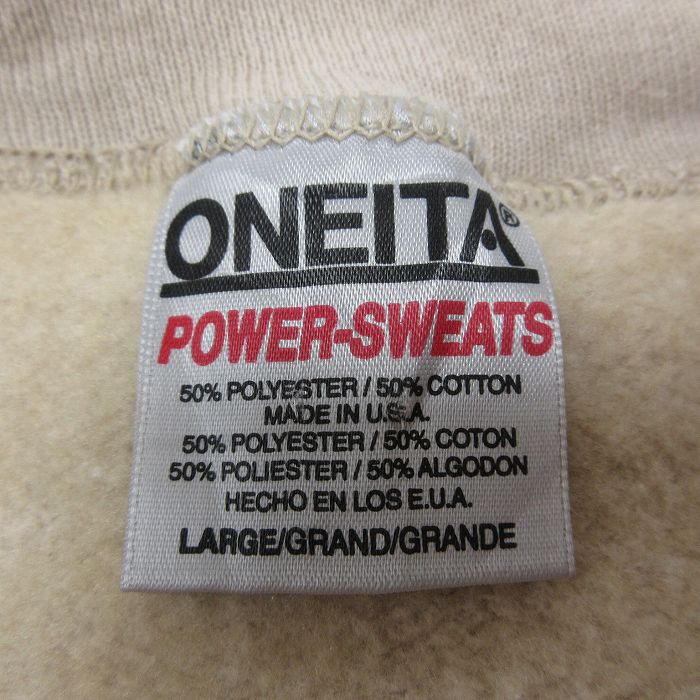 ONEITA®
POWER-SWEATS
50% POLYESTER / 50% COTTON
MADE IN U.S.A.
50% POLYESTER / 50% COTON
50% POLIESTER / 50% ALGODON
HECHO EN LOS E.U.A.
LARGE/GRAND/GRANDE